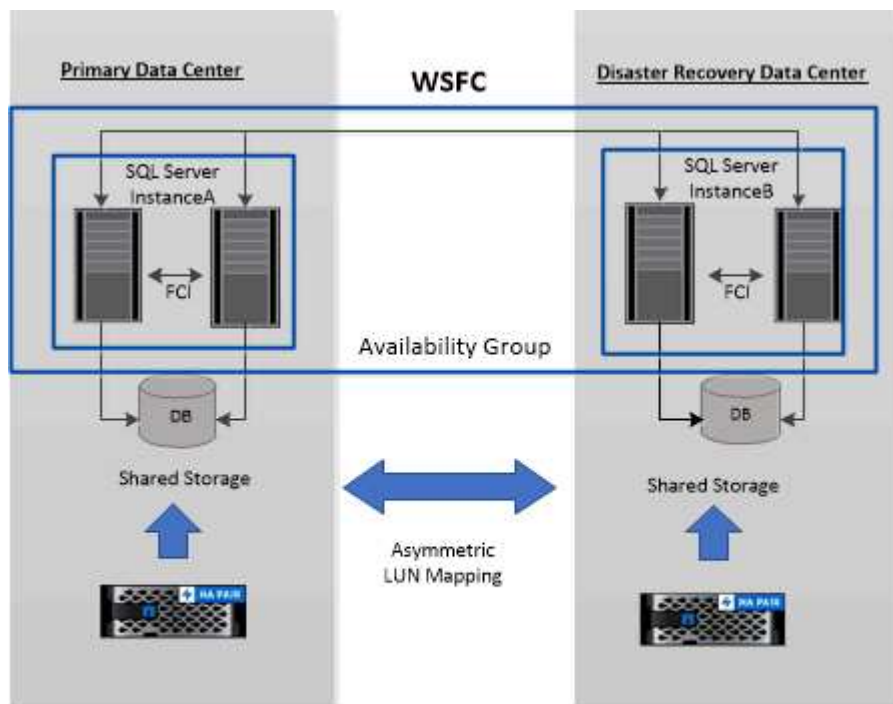 Primary Data Center
WSFC
Disaster Recovery Data Center
SQL Server
InstanceA
SQL Server
InstanceB
FCI
FCI
Availability Group
DB
DB
Shared Storage
Shared Storage
Asymmetric
LUN Mapping
HA PAIR
HA PAIR